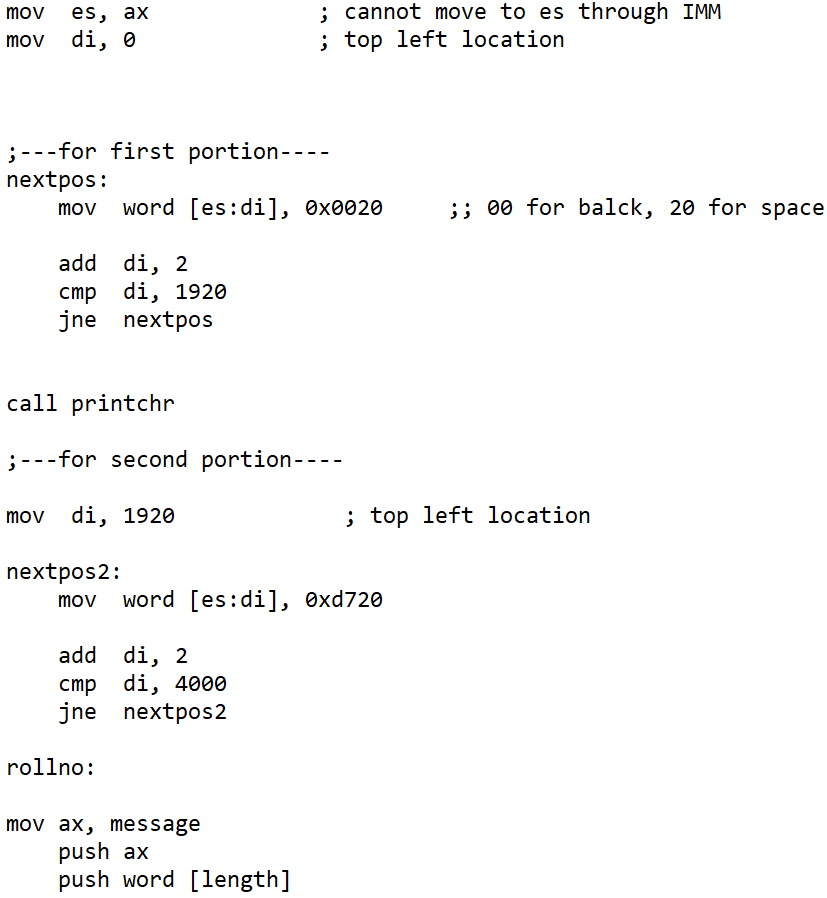 mov  es, ax             ; cannot move to es through IMM
mov  di, 0              ; top left location
;---for first portion----
nextpos:
    mov  word [es:di], 0x0020     ;; 00 for balck, 20 for space
    add  di, 2
    cmp  di, 1920
    jne  nextpos
call printchr
;---for second portion----
mov  di, 1920             ; top left location
nextpos2:
    mov  word [es:di], 0xd720
    add  di, 2
    cmp  di, 4000
    jne  nextpos2
rollno:
mov ax, message
    push ax
    push word [length]